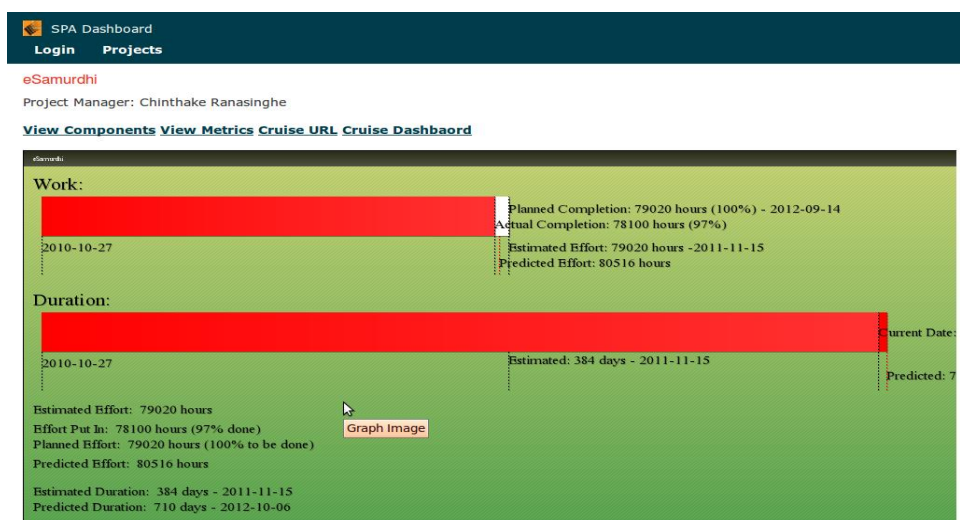 SPA Dashboard
Login Projects
eSamurdhi
Project Manager: Chinthake Ranasinghe
View Components View Metrics Cruise URL Cruise Dashbaord
eSamurdhi
Work:
Planned Completion: 79020 hours (100%) - 2012-09-14
Actual Completion: 78100 hours (97%)
2010-10-27
Estimated Effort: 79020 hours -2011-11-15
Predicted Effort: 80516 hours
Duration:
Current Date:
2010-10-27
Estimated: 384 days - 2011-11-15
Predicted: 7
Estimated Effort: 79020 hours
Effort Put In: 78100 hours (97% done)
Graph Image
Planned Effort: 79020 hours (100% to be done)
Predicted Effort: 80516 hours
Estimated Duration: 384 days - 2011-11-15
Predicted Duration: 710 days - 2012-10-06